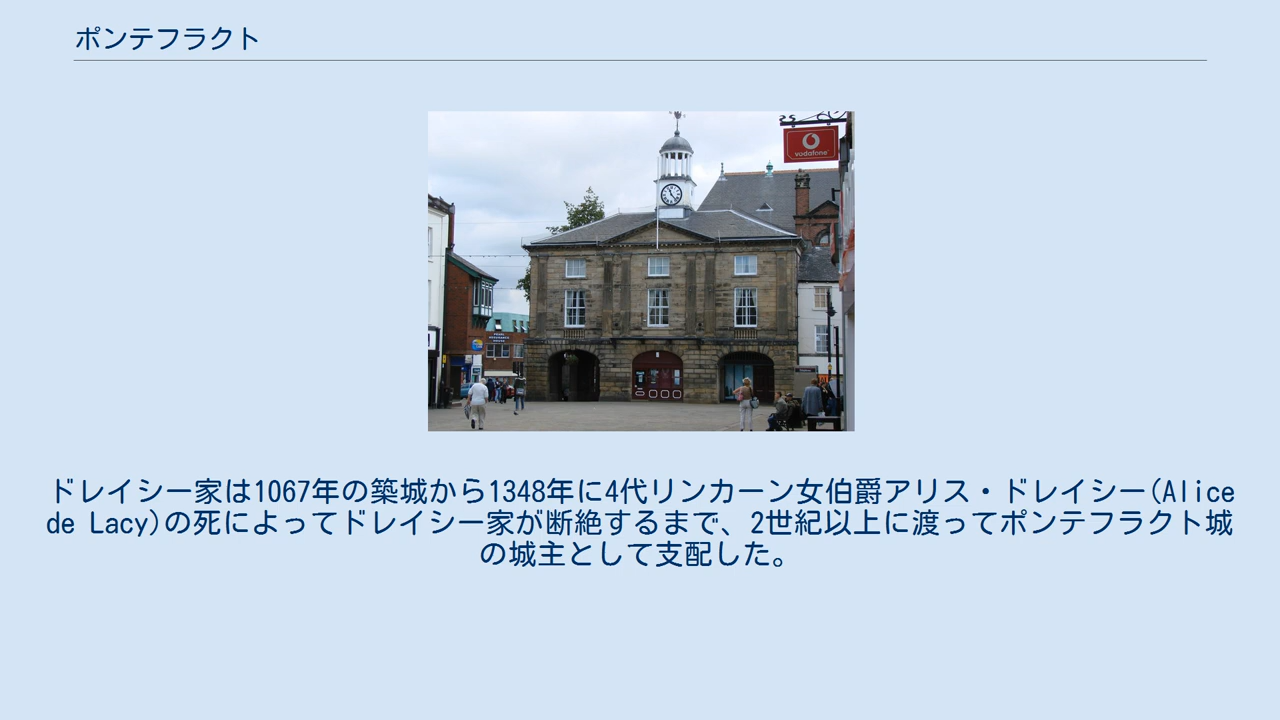 ポンテフラクト
vodafone
ドレイシー家は1067年の築城から1348年に4代リンカーン女伯爵アリス・ドレイシー(Alice
de Lacy)の死によってドレイシー家が断絶するまで、2世紀以上に渡ってポンテフラクト城
の城主として支配した。